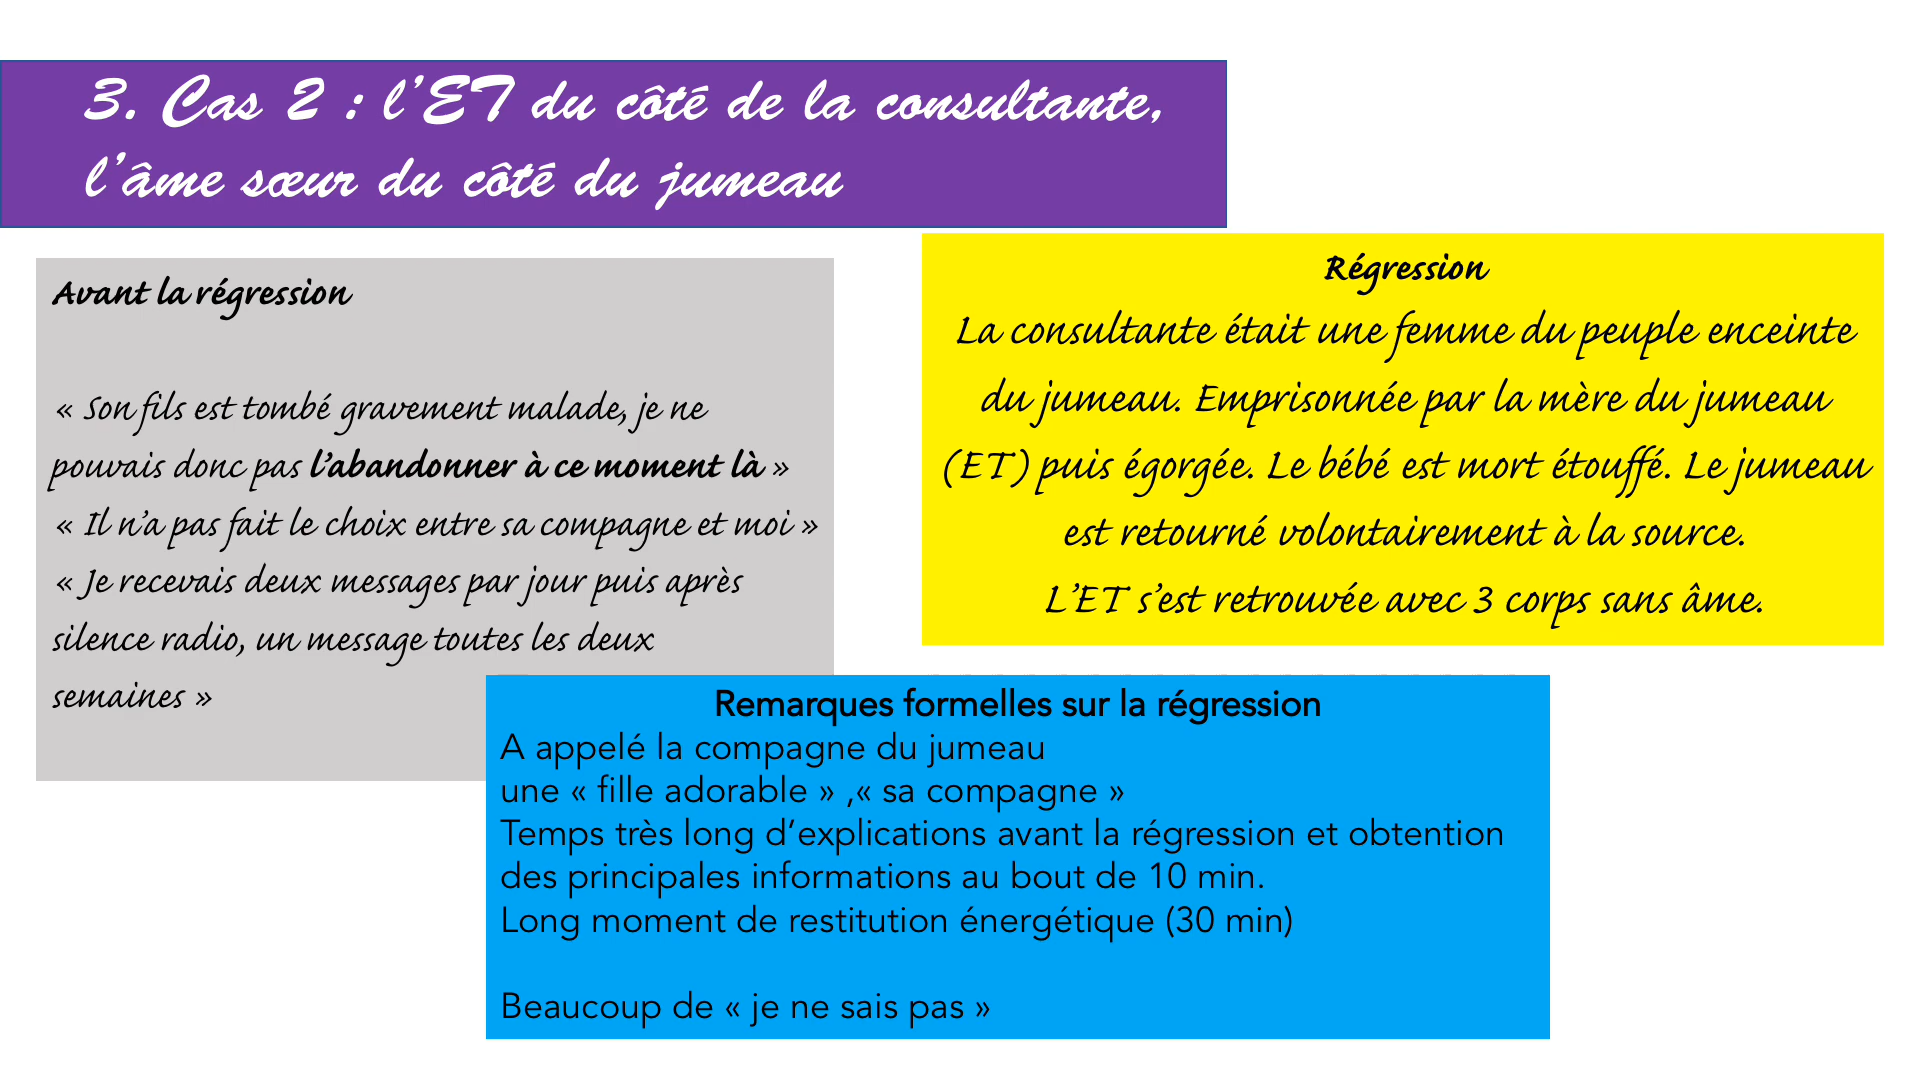 3. Cas 2 : l’ET du côté de la consultante,
l’âme sœur du côté du jumeau
Avant la régression
« Son fils est tombé gravement malade, je ne
pouvais donc pas l’abandonner à ce moment là »
« Il n’a pas fait le choix entre sa compagne et moi »
« Je recevais deux messages par jour puis après
silence radio, un message toutes les deux
semaines »
Régression
La consultante était une femme du peuple enceinte
du jumeau. Emprisonnée par la mère du jumeau
(ET) puis égorgée. Le bébé est mort étouffé. Le jumeau
est retourné volontairement à la source.
L’ET s’est retrouvée avec 3 corps sans âme.
Remarques formelles sur la régression
A appelé la compagne du jumeau
une « fille adorable » ,« sa compagne »
Temps très long d’explications avant la régression et obtention
des principales informations au bout de 10 min.
Long moment de restitution énergétique (30 min)
Beaucoup de « je ne sais pas »